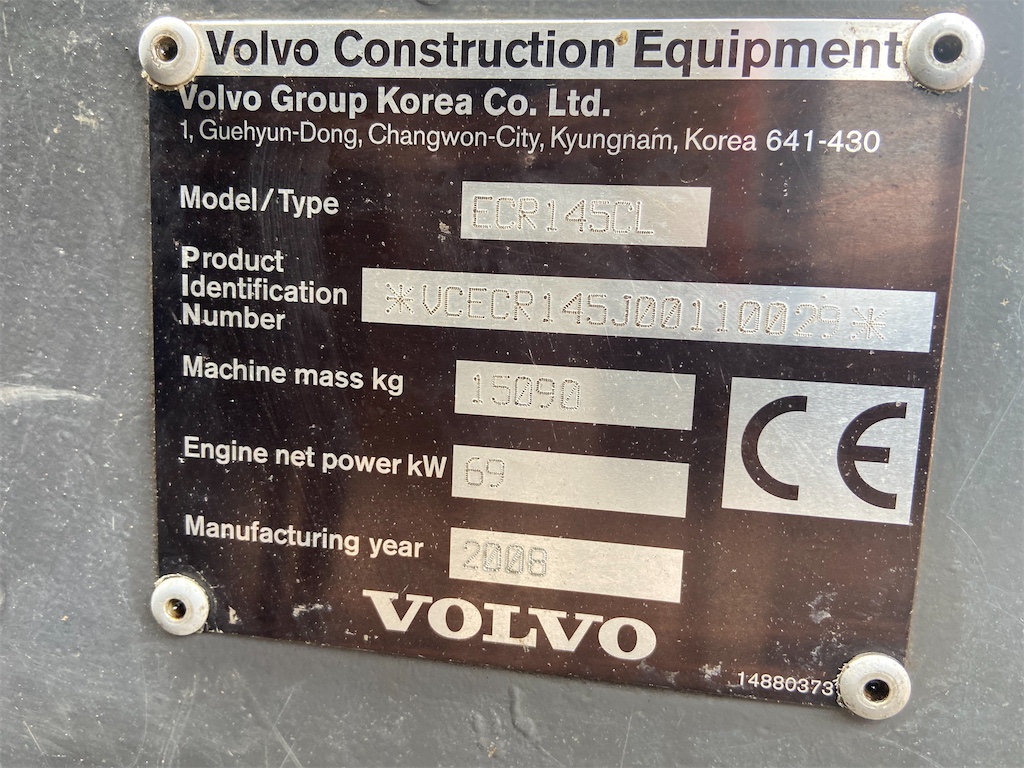 Volvo Construction Equipment
Volvo Group Korea Co. Ltd.
1, Guehyun-Dong, Changwon-City, Kyungnam, Korea 641-430
Model/Type ECR145CL
Product
Identification *VCECR145J00110029*
Number
Machine mass kg 15090
Engine net power kW 69
CE
Manufacturing year 2008
VOLVO
14880373